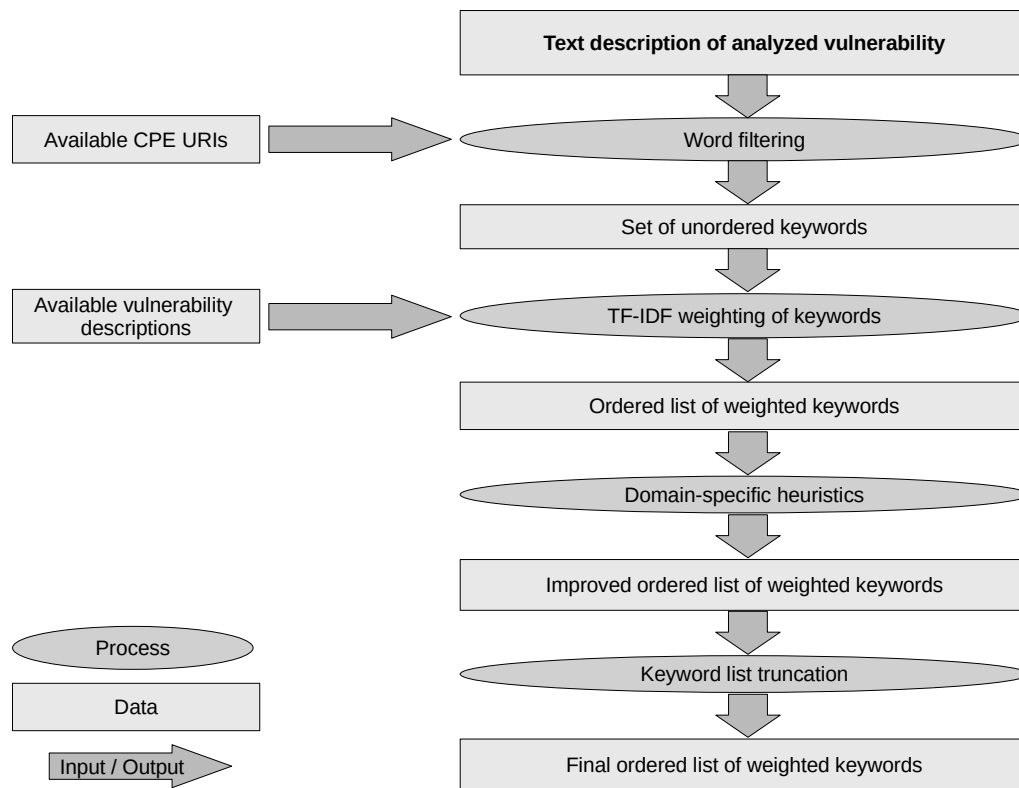 Text description of analyzed vulnerability
Available CPE URIs
Word filtering
Set of unordered keywords
Available vulnerability
descriptions
TF-IDF weighting of keywords
Ordered list of weighted keywords
Domain-specific heuristics
Improved ordered list of weighted keywords
Process
Keyword list truncation
Data
Input / Output
Final ordered list of weighted keywords